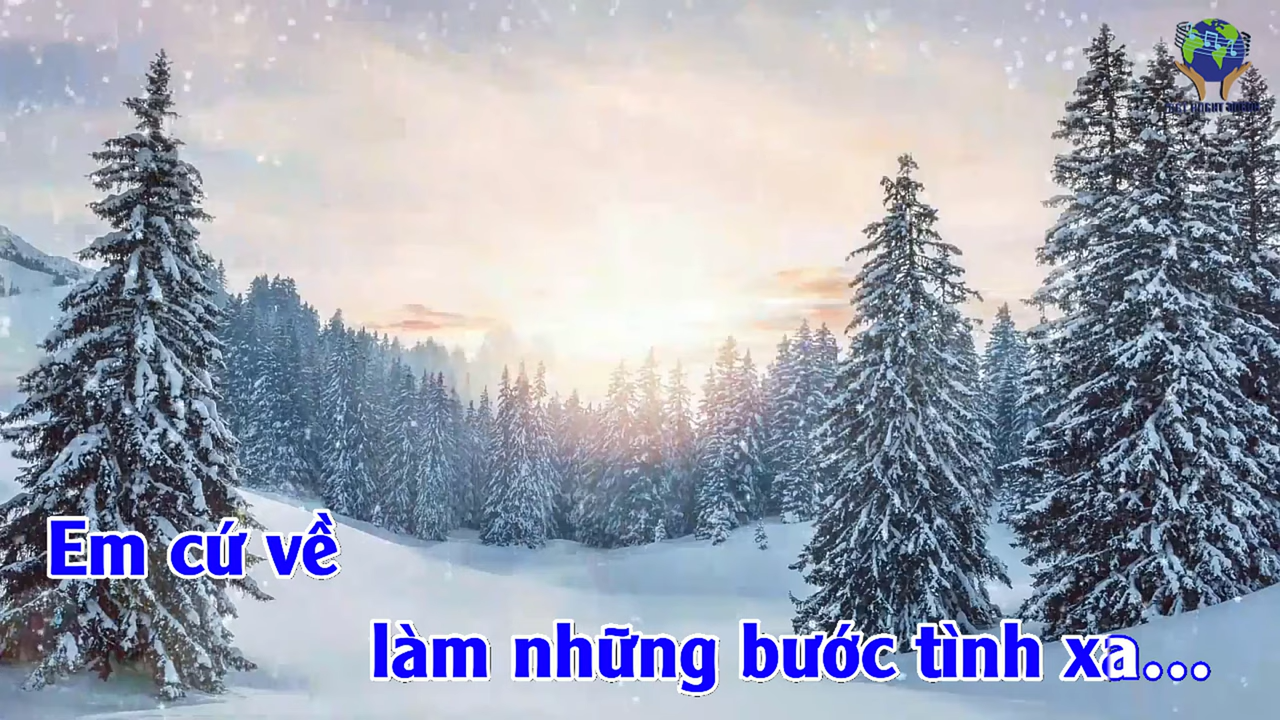 Em cứ về
làm những bước tình xa...